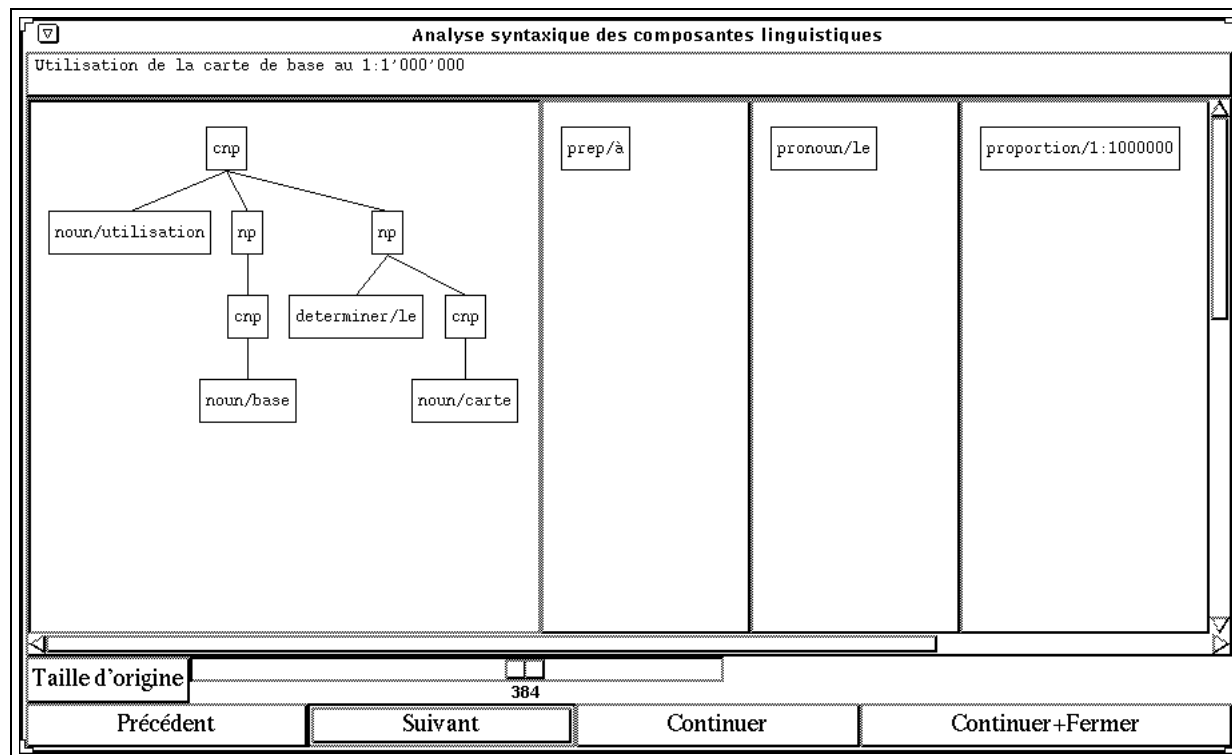 Analyse syntaxique des composantes linguistiques
Utilisation de la carte de base au 1:1'000'000
cnp
prep/à
pronoun/le
proportion/1:1000000
noun/utilisation
np
np
cnp
determiner/le
cnp
noun/base
noun/carte
Taille d'origine
384
Précédent
Suivant
Continuer
Continuer+Fermer